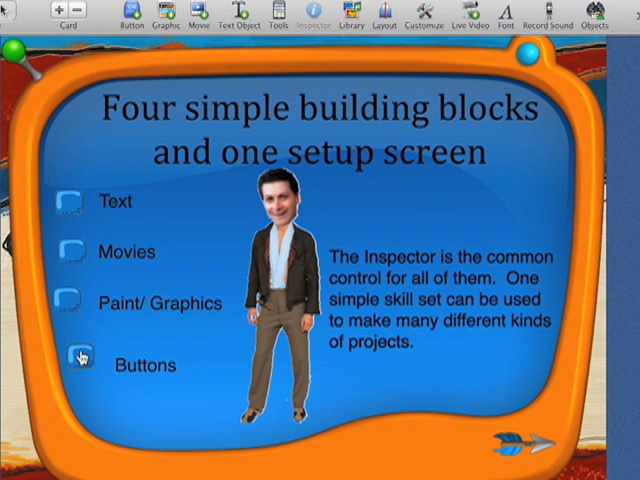 Card
Button Graphic Movie Text Object Tools Inspector Library Layout Customize Live Video Font Record Sound Objects
Four simple building blocks
and one setup screen
Text
Movies
Paint/ Graphics
Buttons
The Inspector is the common
control for all of them. One
simple skill set can be used
to make many different kinds
of projects.